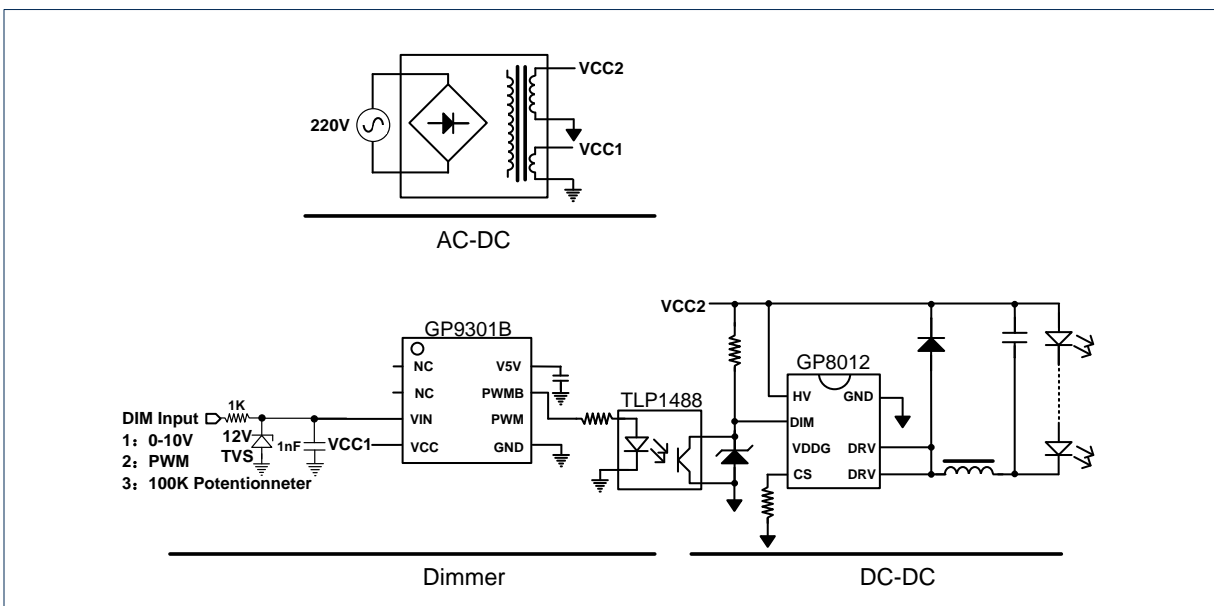 VCC2
220V
VCC1
AC-DC
VCC2
GP9301B
GP8012
NC
V5V
TLP1488
HV
GND
NC
PWMB
DIM
DIM Input
1K
VIN
PWM
1：0-10V
12V
1nF
VCC1
VCC
GND
VDDG
DRV
2：PWM
TVS
CS
DRV
3：100K Potentionneter
Dimmer
DC-DC